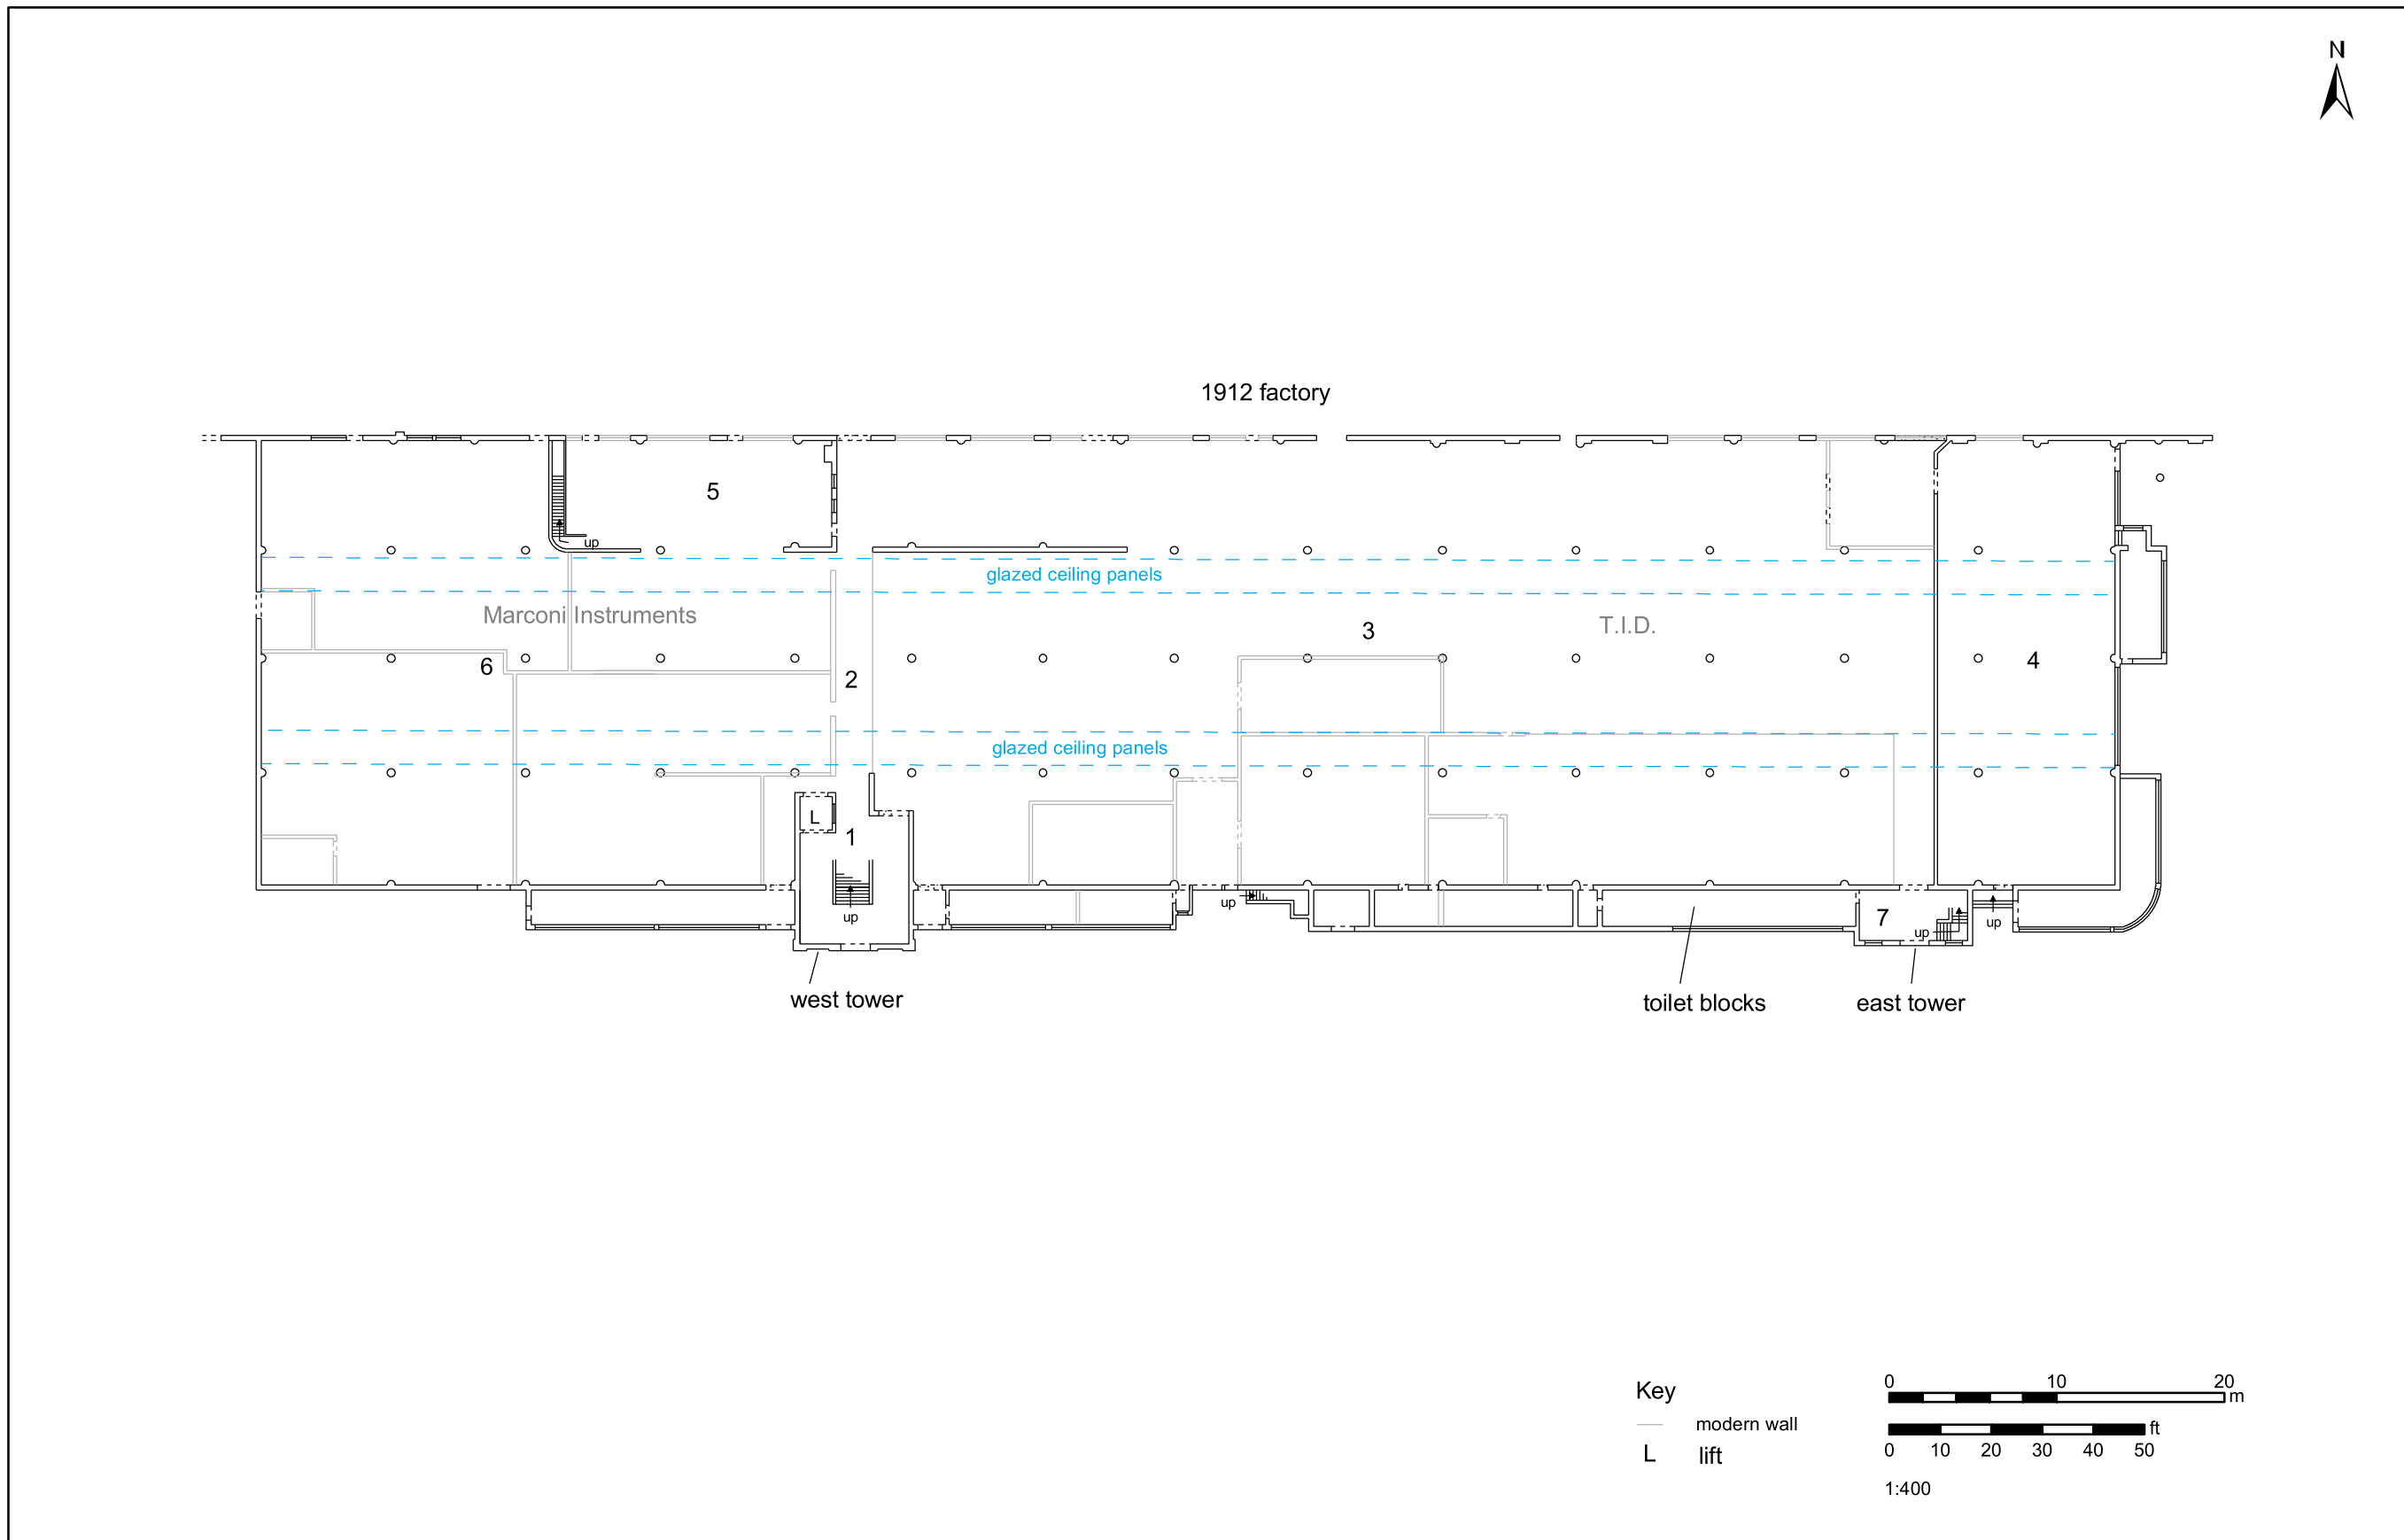 N
1912 factory
5
up
glazed ceiling panels
Marconi Instruments
3
T.I.D.
6
2
4
glazed ceiling panels
L
1
up
up
7
up
up
west tower
toilet blocks
east tower
Key
modern wall
L lift
0 10 20
m
ft
0 10 20 30 40 50
1:400